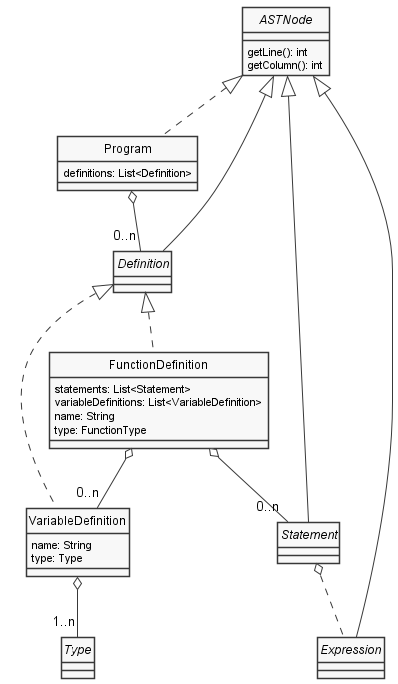 ASTNode
getLine(): int
getColumn(): int
Program
definitions: List<Definition>
0..n
Definition
FunctionDefinition
statements: List<Statement>
variableDefinitions: List<VariableDefinition>
name: String
type: FunctionType
0..n
0..n
VariableDefinition
name: String
type: Type
Statement
1..n
Type
Expression